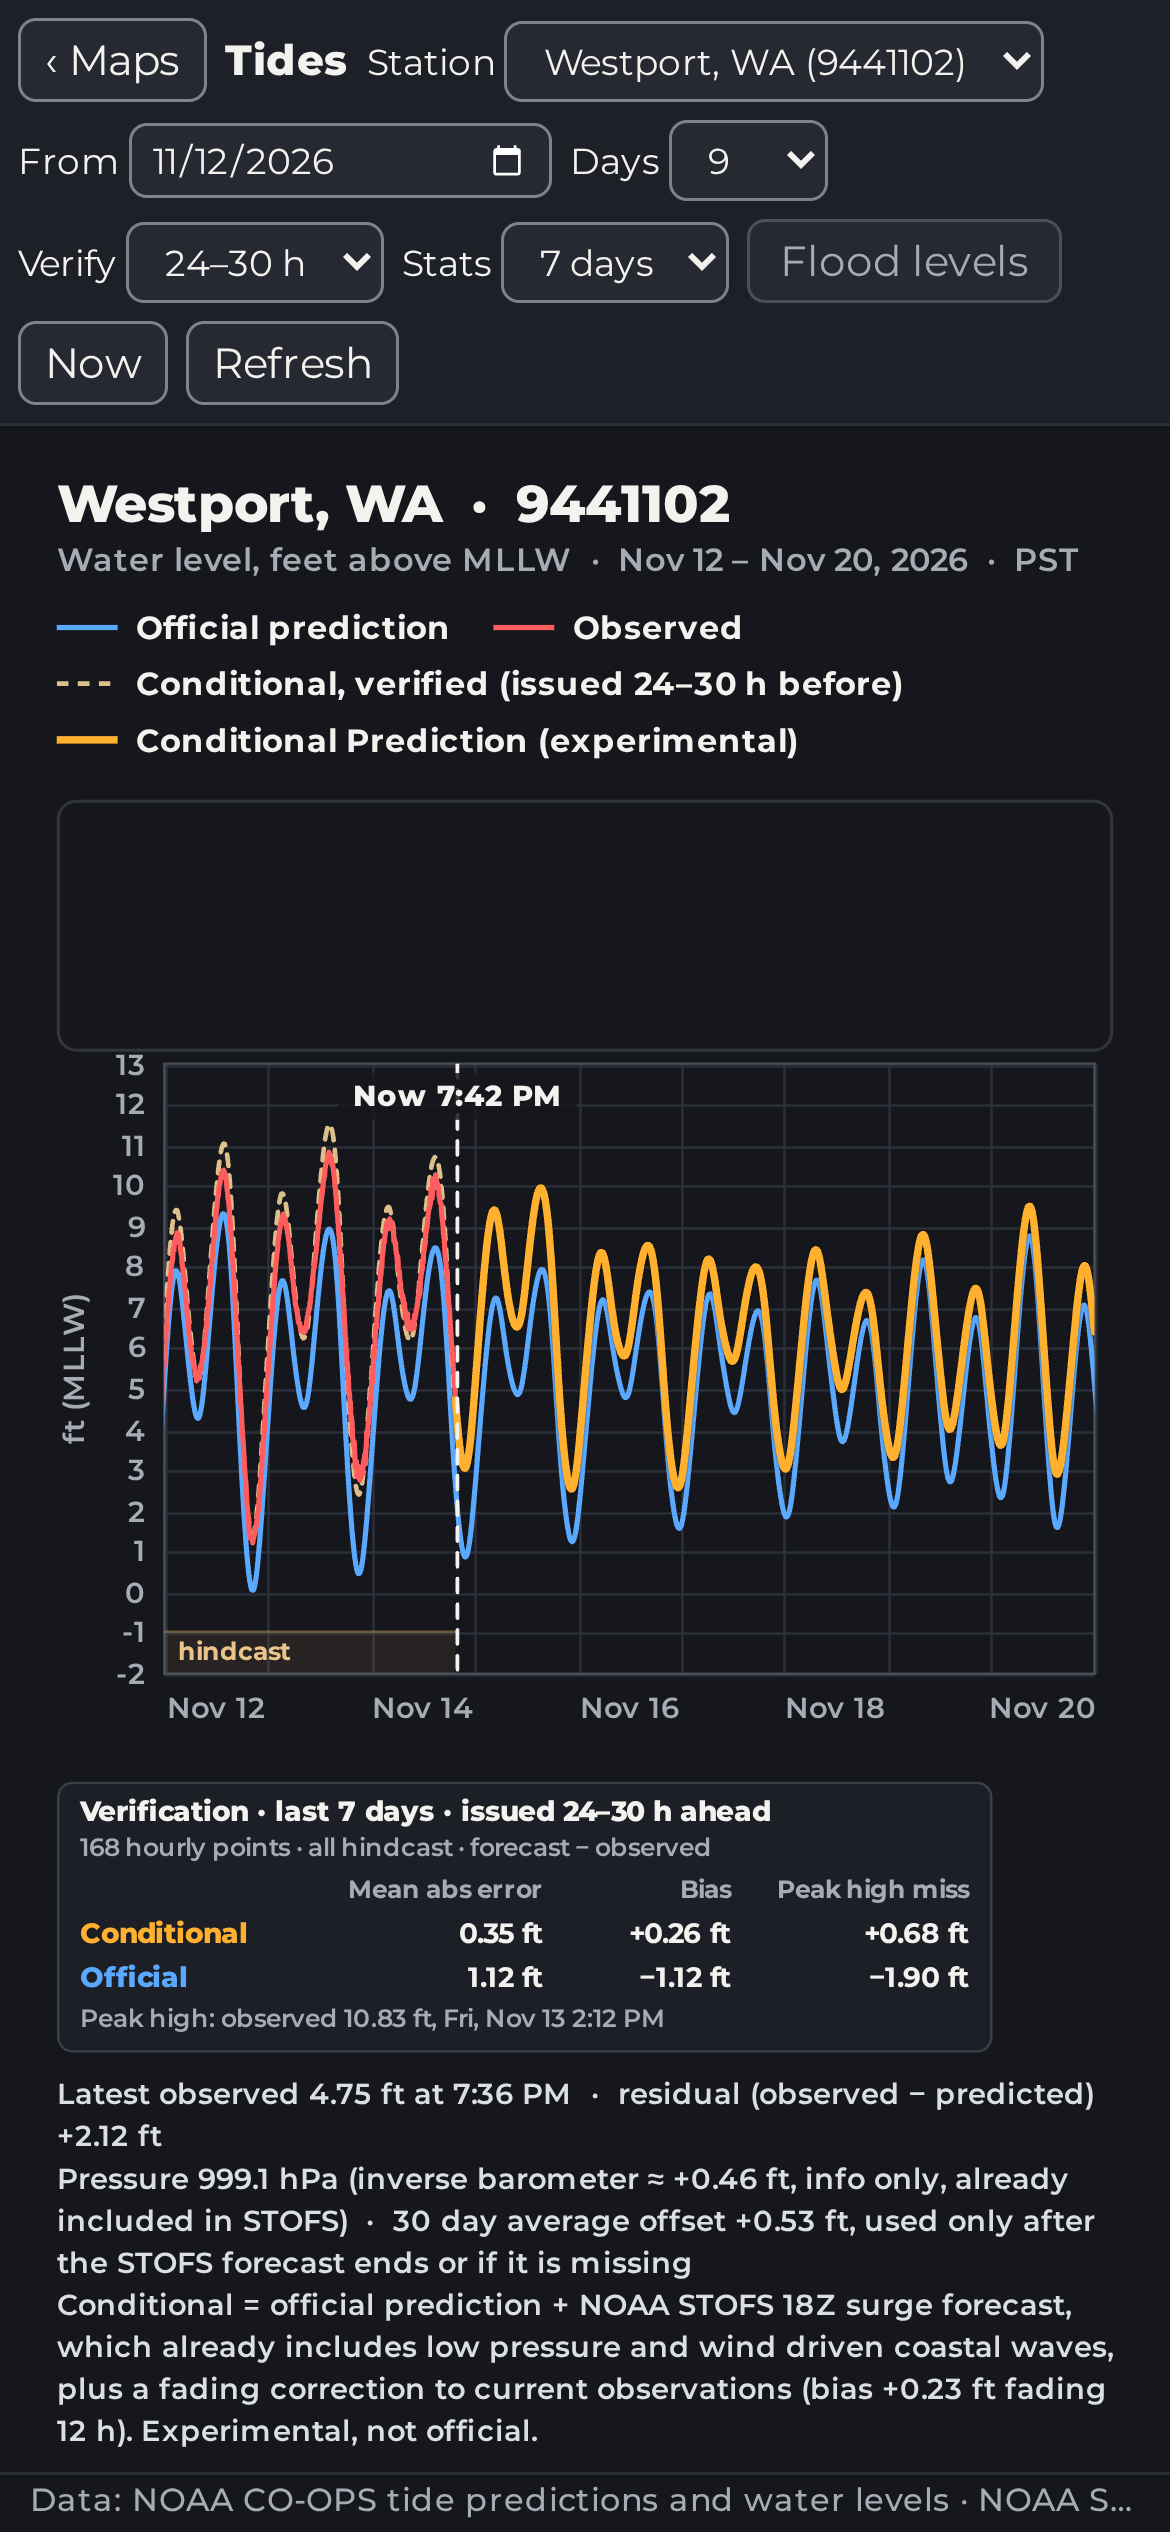 ‹ Maps Tides Station Westport, WA (9441102)
From 11/12/2026 Days 9
Verify 24–30 h Stats 7 days Flood levels
Now Refresh
Westport, WA · 9441102
Water level, feet above MLLW · Nov 12 – Nov 20, 2026 · PST
Official prediction Observed
Conditional, verified (issued 24–30 h before)
Conditional Prediction (experimental)
13
Now 7:42 PM
12
11
10
9
8
7
6
5
4
3
2
1
0
-1
-2
ft (MLLW)
hindcast
Nov 12 Nov 14 Nov 16 Nov 18 Nov 20
Verification · last 7 days · issued 24–30 h ahead
168 hourly points · all hindcast · forecast − observed
Mean abs error Bias Peak high miss
Conditional 0.35 ft +0.26 ft +0.68 ft
Official 1.12 ft −1.12 ft −1.90 ft
Peak high: observed 10.83 ft, Fri, Nov 13 2:12 PM
Latest observed 4.75 ft at 7:36 PM · residual (observed − predicted)
+2.12 ft
Pressure 999.1 hPa (inverse barometer ≈ +0.46 ft, info only, already
included in STOFS) · 30 day average offset +0.53 ft, used only after
the STOFS forecast ends or if it is missing
Conditional = official prediction + NOAA STOFS 18Z surge forecast,
which already includes low pressure and wind driven coastal waves,
plus a fading correction to current observations (bias +0.23 ft fading
12 h). Experimental, not official.
Data: NOAA CO-OPS tide predictions and water levels · NOAA S...